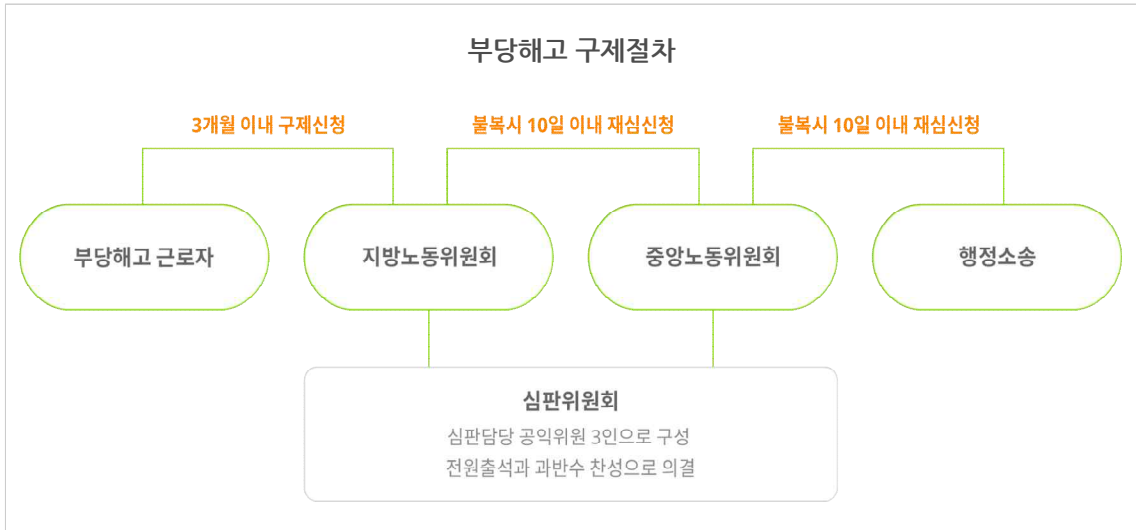 부당해고 구제절차
3개월 이내 구제신청
불복시 10일 이내 재심신청
불복시 10일 이내 재심신청
부당해고 근로자
지방노동위원회
중앙노동위원회
행정소송
심판위원회
심판담당 공익위원 3인으로 구성
전원출석과 과반수 찬성으로 의결